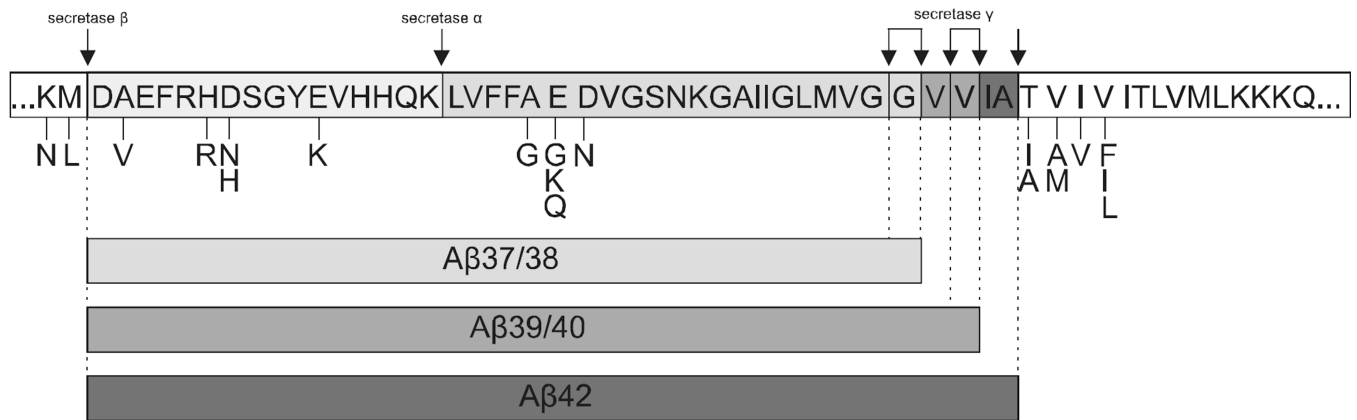 secretase β secretase α secretase γ
...KM DAEFRHDSGYEVHHQK LVFFA E DVGSNKGAIIGLMVG G V V IA T V I V ITLVMLKKKQ...
N L V R N K G G N I A V F
H K A M I
Q L
Aβ37/38
Aβ39/40
Aβ42